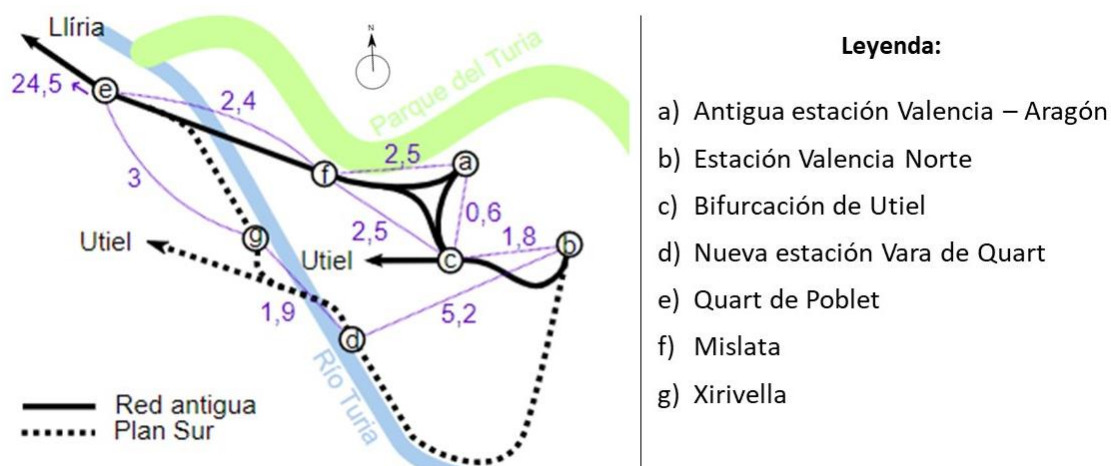 Llíria
N
24,5
e
2,4
Parque del Turia
2,5
a
f
3
0,6
2,5
g
Utiel
Utiel
c
1,8
b
1,9
5,2
d
Río Turia
Red antigua
Plan Sur
Leyenda:
a) Antigua estación Valencia – Aragón
b) Estación Valencia Norte
c) Bifurcación de Utiel
d) Nueva estación Vara de Quart
e) Quart de Poblet
f) Mislata
g) Xirivella